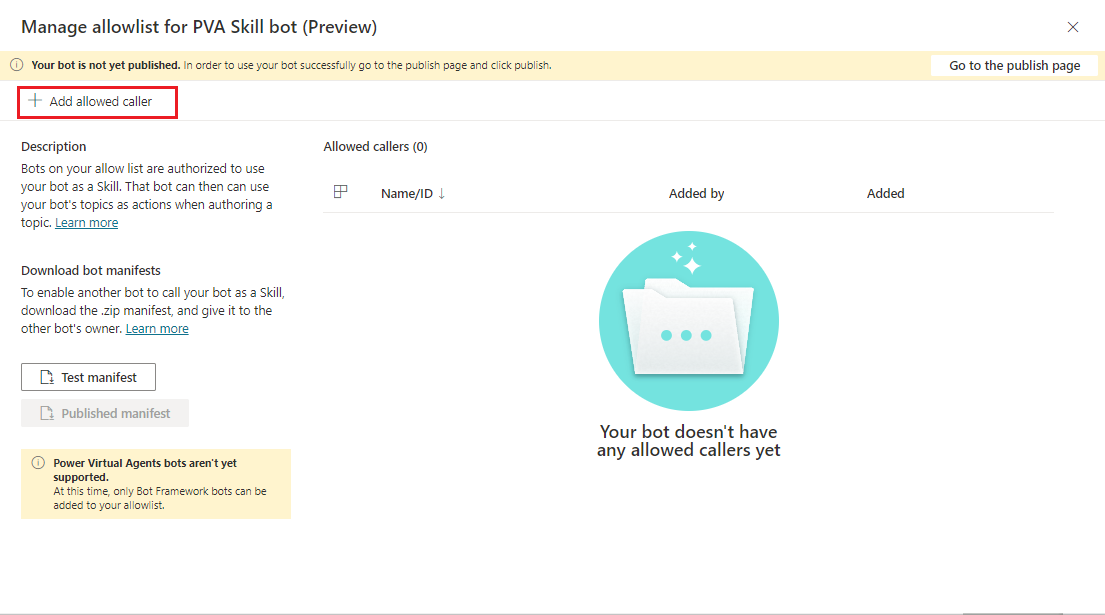 Manage allowlist for PVA Skill bot (Preview)
Your bot is not yet published. In order to use your bot successfully go to the publish page and click publish.
Go to the publish page
Add allowed caller
Description
Bots on your allow list are authorized to use
your bot as a Skill. That bot can then can use
your bot's topics as actions when authoring a
topic. Learn more
Download bot manifests
To enable another bot to call your bot as a Skill,
download the .zip manifest, and give it to the
other bot's owner. Learn more
Test manifest
Published manifest
Power Virtual Agents bots aren't yet
supported.
At this time, only Bot Framework bots can be
added to your allowlist.
Allowed callers (0)
Name/ID ↓
Added by
Added
Your bot doesn't have
any allowed callers yet